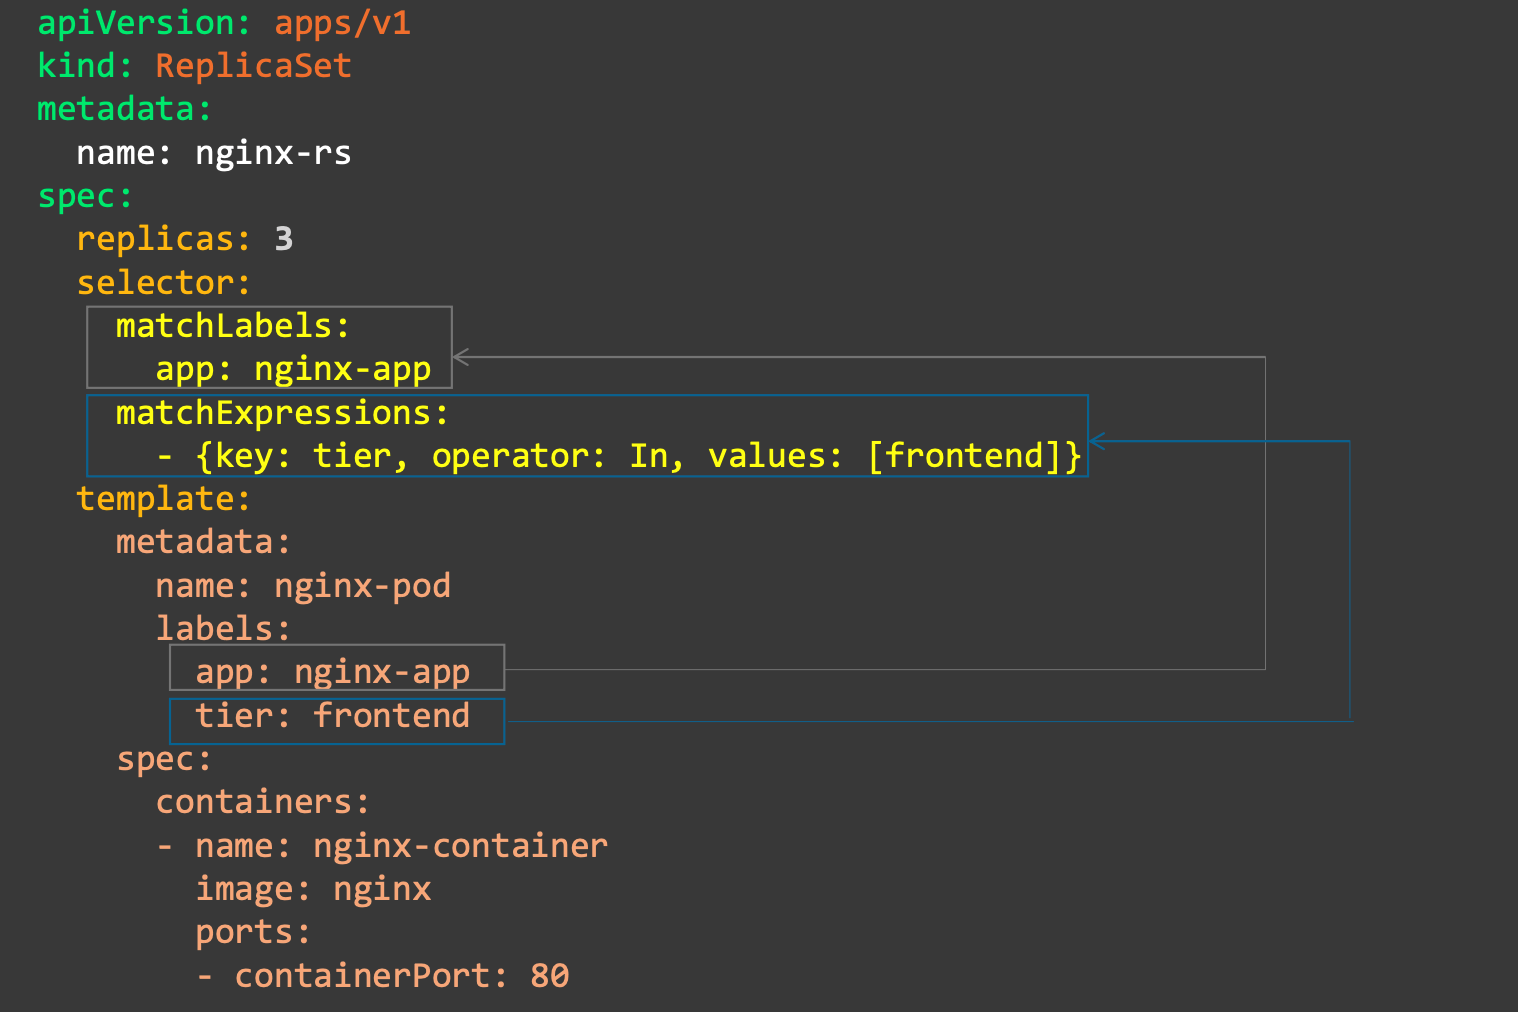 apiVersion: apps/v1
kind: ReplicaSet
metadata:
  name: nginx-rs
spec:
  replicas: 3
  selector:
    matchLabels:
      app: nginx-app
    matchExpressions:
      - {key: tier, operator: In, values: [frontend]}
  template:
    metadata:
      name: nginx-pod
      labels:
        app: nginx-app
        tier: frontend
    spec:
      containers:
      - name: nginx-container
        image: nginx
        ports:
        - containerPort: 80